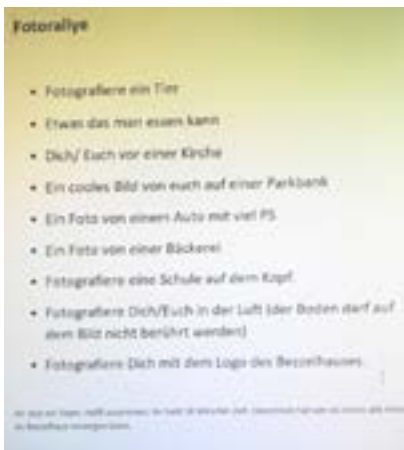 Fotorallye
• Fotografiere ein Tier
• Etwas das man essen kann
• Dich/ Euch vor einer Kirche
• Ein cooles Bild von euch auf einer Parkbank
• Ein Foto von einem Auto mit viel PS
• Ein Foto von einer Bäckerei
• Fotografiere eine Schule auf dem Kopf
• Fotografiere Dich/Euch in der Luft (der Boden darf auf
dem Bild nicht berührt werden)
• Fotografiere Dich mit dem Logo des Bezzelhauses